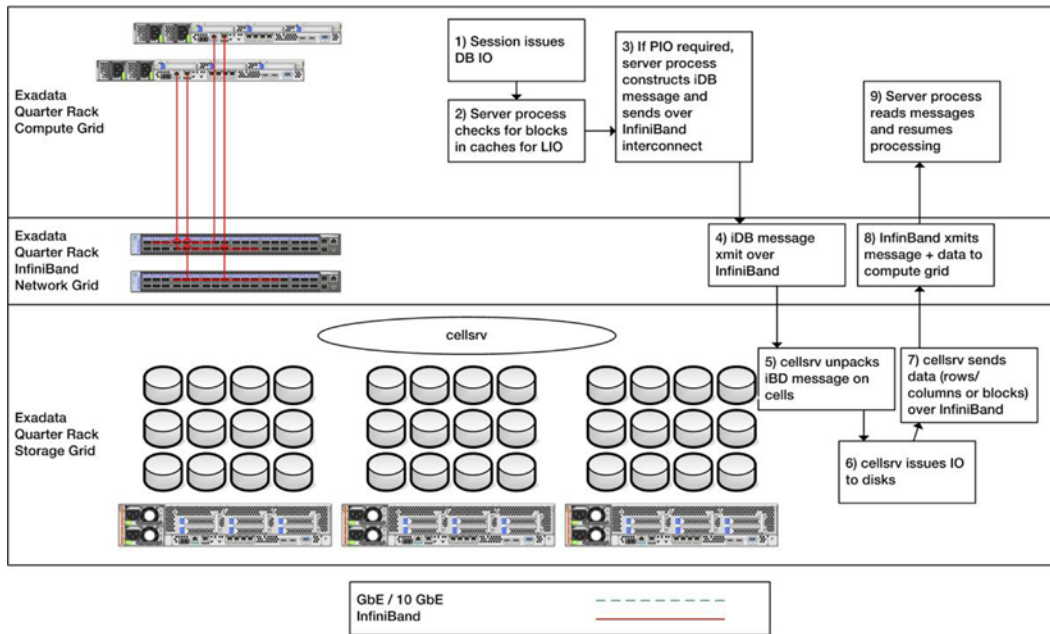 Exadata
Quarter Rack
Compute Grid
1) Session issues
DB IO
2) Server process
checks for blocks
in caches for LIO
3) If PIO required,
server process
constructs iDB
message and
sends over
InfiniBand
interconnect
9) Server process
reads messages
and resumes
processing
Exadata
Quarter Rack
InfiniBand
Network Grid
4) iDB message
xmit over
InfiniBand
8) InfinBand xmits
message + data to
compute grid
Exadata
Quarter Rack
Storage Grid
cellsrv
5) cellsrv unpacks
iBD message on
cells
7) cellsrv sends
data (rows/
columns or blocks)
over InfiniBand
6) cellsrv issues IO
to disks
GbE / 10 GbE
InfiniBand